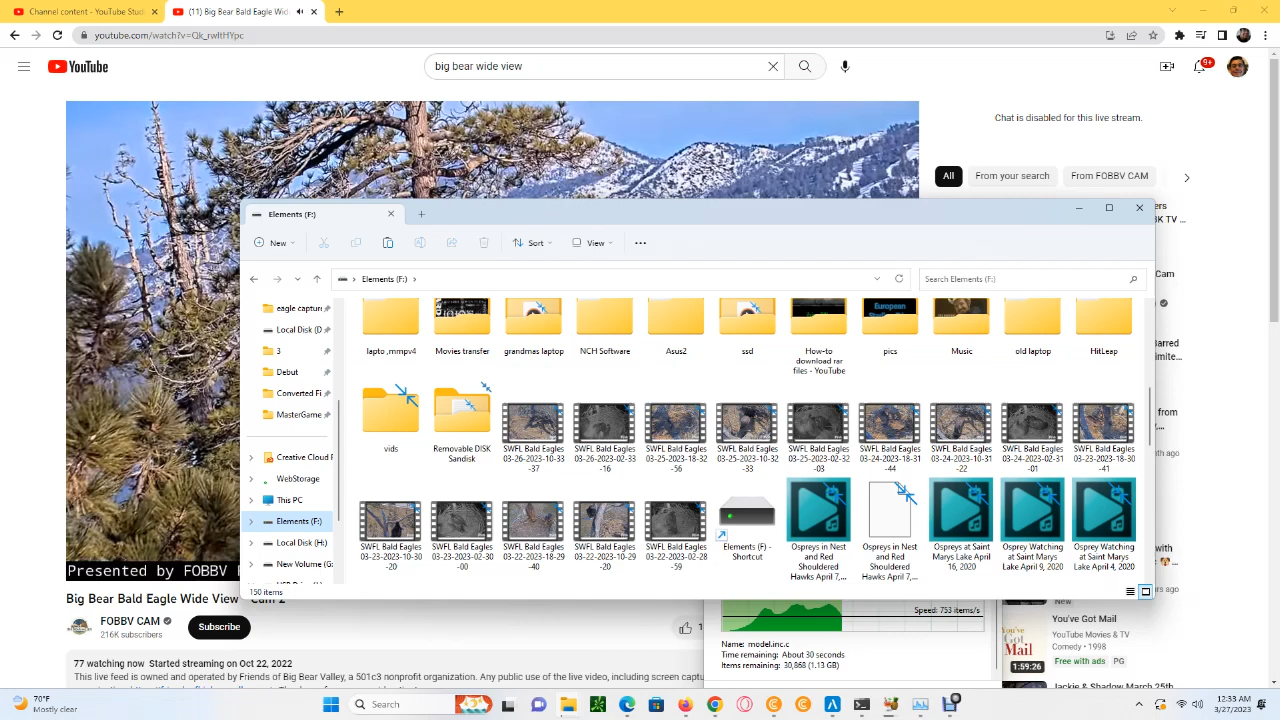 Channel content - YouTube Studi
(11) Big Bear Bald Eagle Wid
youtube.com/watch?v=Qk_rwItHYpc
YouTube
big bear wide view
9+
Chat is disabled for this live stream.
All
From your search
From FOBBV CAM
Elements (F:)
New
Sort
View
Elements (F:)
Search Elements (F:)
eagle capture
Local Disk (D
3
Debut
Converted Fi
MasterGame
Creative Cloud F
WebStorage
This PC
Elements (F:)
Local Disk (H:)
New Volume (G:
lapto ,mmpv4
Movies transfer
grandmas laptop
NCH Software
Asus2
ssd
How-to
download rar
files - YouTube
European
pics
Music
old laptop
HitLeap
vids
Removable DISK
Sandisk
SWFL Bald Eagles
03-26-2023-10-33
-37
SWFL Bald Eagles
03-26-2023-02-33
-16
SWFL Bald Eagles
03-25-2023-18-32
-56
SWFL Bald Eagles
03-25-2023-10-32
-33
SWFL Bald Eagles
03-25-2023-02-32
-03
SWFL Bald Eagles
03-24-2023-18-31
-44
SWFL Bald Eagles
03-24-2023-10-31
-22
SWFL Bald Eagles
03-24-2023-02-31
-01
SWFL Bald Eagles
03-23-2023-18-30
-41
SWFL Bald Eagles
03-23-2023-10-30
-20
SWFL Bald Eagles
03-23-2023-02-30
-00
SWFL Bald Eagles
03-22-2023-18-29
-40
SWFL Bald Eagles
03-22-2023-10-29
-20
SWFL Bald Eagles
03-22-2023-02-28
-59
Elements (F) -
Shortcut
Ospreys in Nest
and Red
Shouldered
Hawks April 7,...
Ospreys in Nest
and Red
Shouldered
Hawks April 7,...
Ospreys at Saint
Marys Lake April
16, 2020
Osprey Watching
at Saint Marys
Lake April 9, 2020
Osprey Watching
at Saint Marys
Lake April 4, 2020
150 items
Presented by FOBBV
Big Bear Bald Eagle Wide View - Cam 2
FOBBV CAM
216K subscribers
Subscribe
1
77 watching now Started streaming on Oct 22, 2022
This live feed is owned and operated by Friends of Big Bear Valley, a 501c3 nonprofit organization. Any public use of the live video, including screen captu
Speed: 753 items/s
Name: model.inc.c
Time remaining: About 30 seconds
Items remaining: 30,868 (1.13 GB)
New
You've Got Mail
YouTube Movies & TV
Comedy • 1998
Free with ads
PG
1:59:26
Jackie & Shadow March 25th
70°F
Mostly clear
Search
12:33 AM
3/27/2023